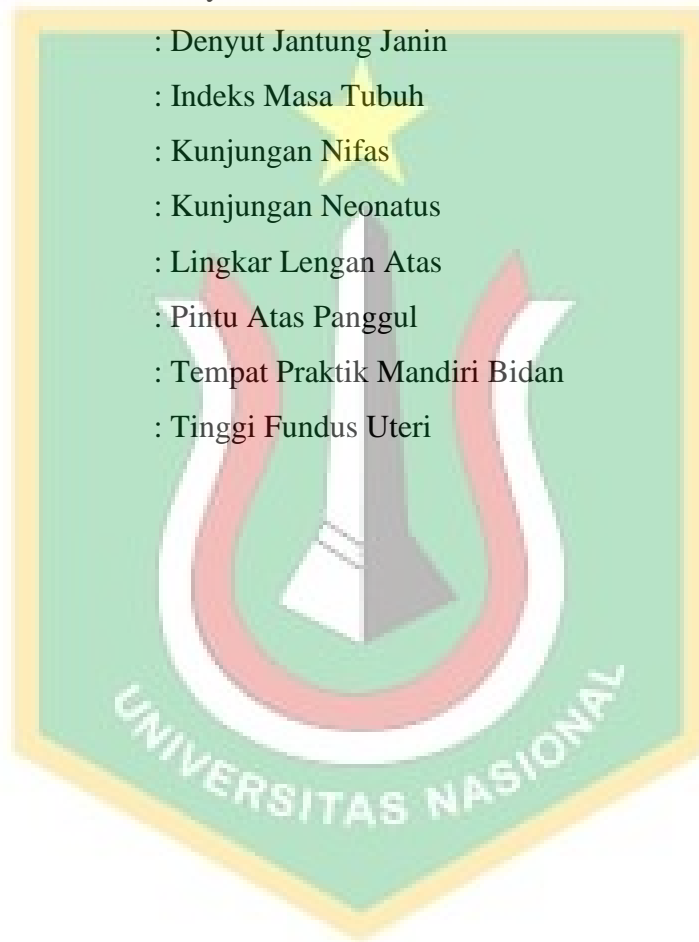 : Denyut Jantung Janin
: Indeks Masa Tubuh
: Kunjungan Nifas
: Kunjungan Neonatus
: Lingkar Lengan Atas
: Pintu Atas Panggul
: Tempat Praktik Mandiri Bidan
: Tinggi Fundus Uteri
UNIVERSITAS NASIONAL